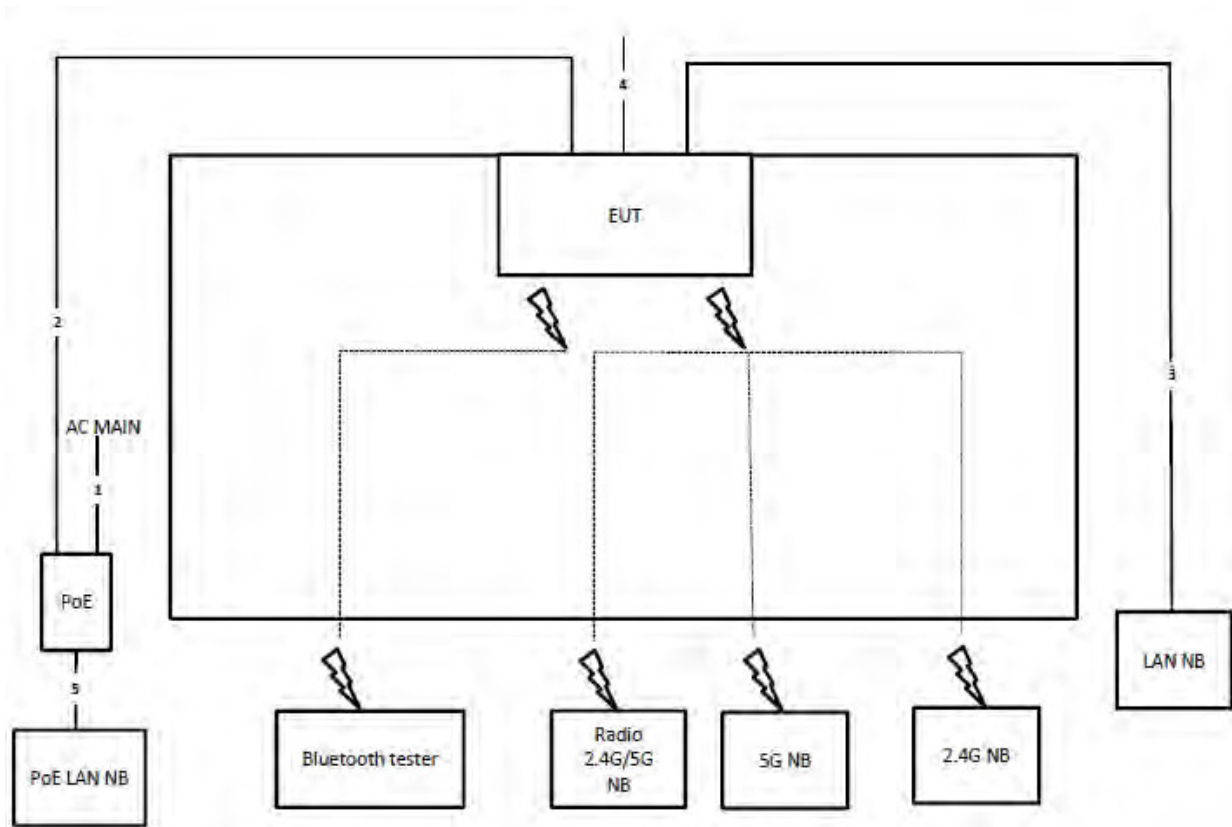 4
EUT
2
3
AC MAIN
1
PoE
LAN NB
5
Radio
2.4G/5G
NB
Bluetooth tester
5G NB
2.4G NB
PoE LAN NB